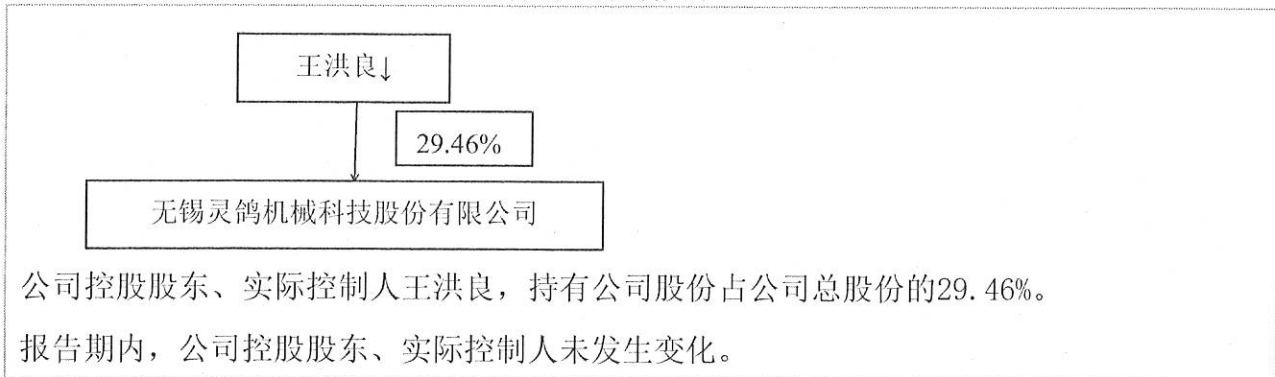 王洪良↓
29.46%
无锡灵鸽机械科技股份有限公司
公司控股股东、实际控制人王洪良，持有公司股份占公司总股份的29.46%。
报告期内，公司控股股东、实际控制人未发生变化。